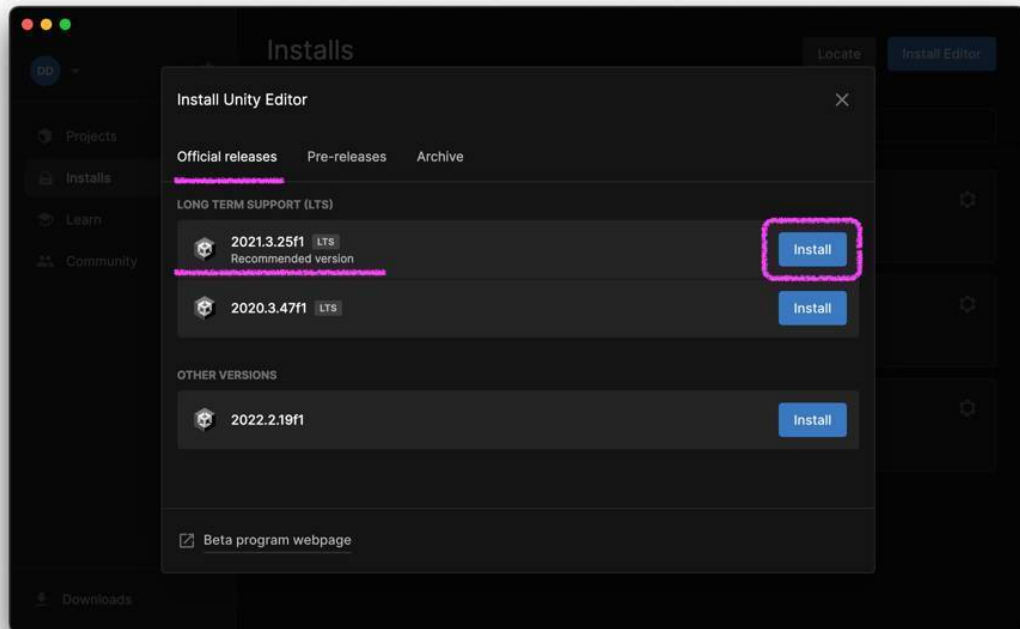 Installs
Locate
Install Editor
DD
Projects
Installs
Learn
Community
Downloads
Install Unity Editor
Official releases
Pre-releases
Archive
LONG TERM SUPPORT (LTS)
2021.3.25f1 LTS
Recommended version
Install
2020.3.47f1 LTS
Install
OTHER VERSIONS
2022.2.19f1
Install
Beta program webpage